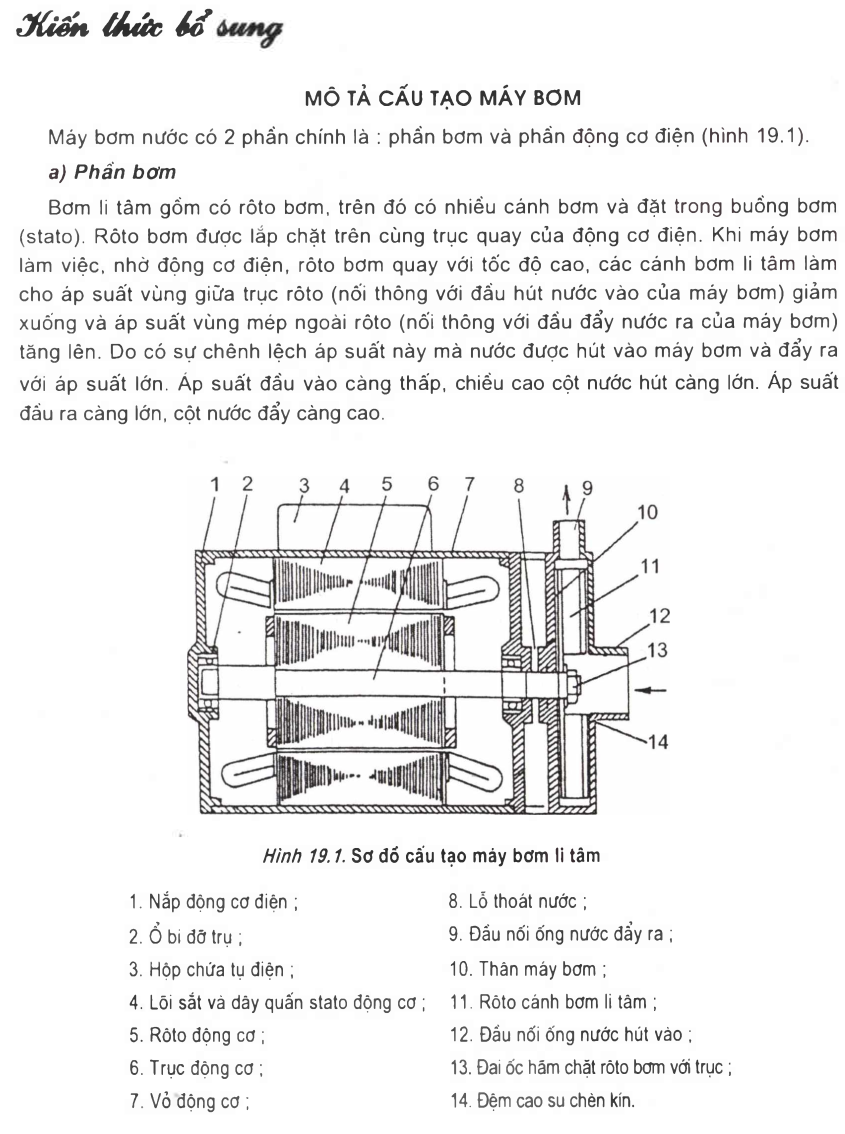 Kiến thức bổ sung
MÔ TẢ CẤU TẠO MÁY BƠM
Máy bơm nước có 2 phần chính là : phần bơm và phần động cơ điện (hình 19.1).
a) Phần bơm
Bơm li tâm gồm có rôto bơm, trên đó có nhiều cánh bơm và đặt trong buồng bơm
(stato). Rôto bơm được lắp chặt trên cùng trục quay của động cơ điện. Khi máy bơm
làm việc, nhờ động cơ điện, rôto bơm quay với tốc độ cao, các cánh bơm li tâm làm
cho áp suất vùng giữa trục rôto (nối thông với đầu hút nước vào của máy bơm) giảm
xuống và áp suất vùng mép ngoài rôto (nối thông với đầu đẩy nước ra của máy bơm)
tăng lên. Do có sự chênh lệch áp suất này mà nước được hút vào máy bơm và đẩy ra
với áp suất lớn. Áp suất đầu vào càng thấp, chiều cao cột nước hút càng lớn. Áp suất
đầu ra càng lớn, cột nước đẩy càng cao.
1 2 3 4 5 6 7 8 9
10
11
12
13
14
Hình 19.1. Sơ đồ cấu tạo máy bơm li tâm
1. Nắp động cơ điện ;
2. Ổ bi đỡ trụ ;
3. Hộp chứa tụ điện ;
4. Lõi sắt và dây quấn stato động cơ ;
5. Rôto động cơ ;
6. Trục động cơ ;
7. Vỏ động cơ ;
8. Lỗ thoát nước ;
9. Đầu nối ống nước đẩy ra ;
10. Thân máy bơm ;
11. Rôto cánh bơm li tâm ;
12. Đầu nối ống nước hút vào ;
13. Đai ốc hãm chặt rôto bơm với trục ;
14. Đệm cao su chèn kín.